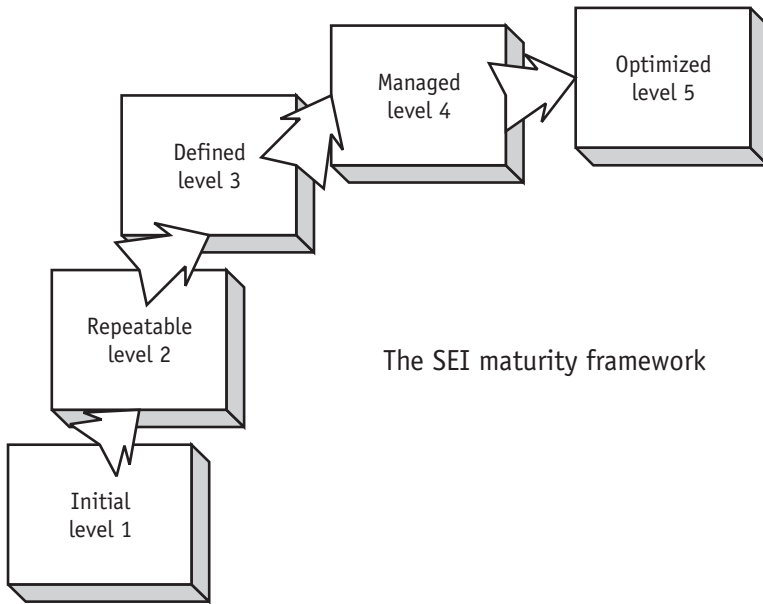 Optimized
level 5
Managed
level 4
Defined
level 3
Repeatable
level 2
The SEI maturity framework
Initial
level 1